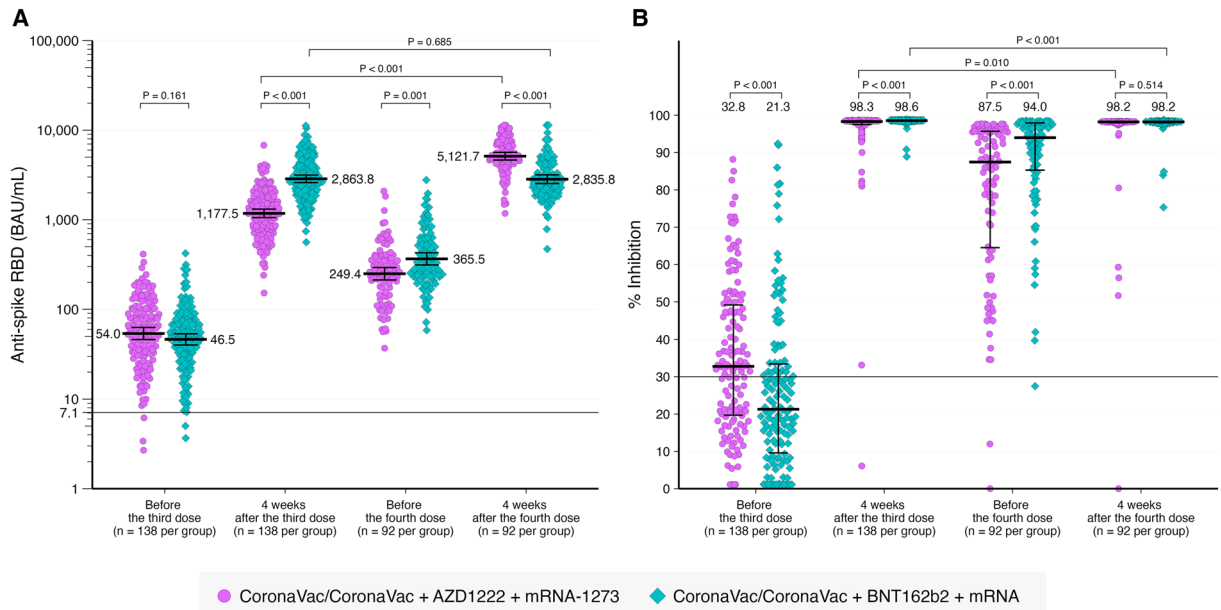 A
100,000
10,000
1,000
100
10
7.1
1
Anti-spike RBD (BAU/mL)
P = 0.685
P < 0.001
P = 0.161
P < 0.001
P = 0.001
P < 0.001
54.0
46.5
1,177.5
2,863.8
249.4
365.5
5,121.7
2,835.8
Before
the third dose
(n = 138 per group)
4 weeks
after the third dose
(n = 138 per group)
Before
the fourth dose
(n = 92 per group)
4 weeks
after the fourth dose
(n = 92 per group)
B
100
90
80
70
60
50
40
30
20
10
0
% Inhibition
P < 0.001
P = 0.010
P < 0.001
P < 0.001
P < 0.001
P = 0.514
32.8
21.3
98.3
98.6
87.5
94.0
98.2
98.2
Before
the third dose
(n = 138 per group)
4 weeks
after the third dose
(n = 138 per group)
Before
the fourth dose
(n = 92 per group)
4 weeks
after the fourth dose
(n = 92 per group)
CoronaVac/CoronaVac + AZD1222 + mRNA-1273
CoronaVac/CoronaVac + BNT162b2 + mRNA